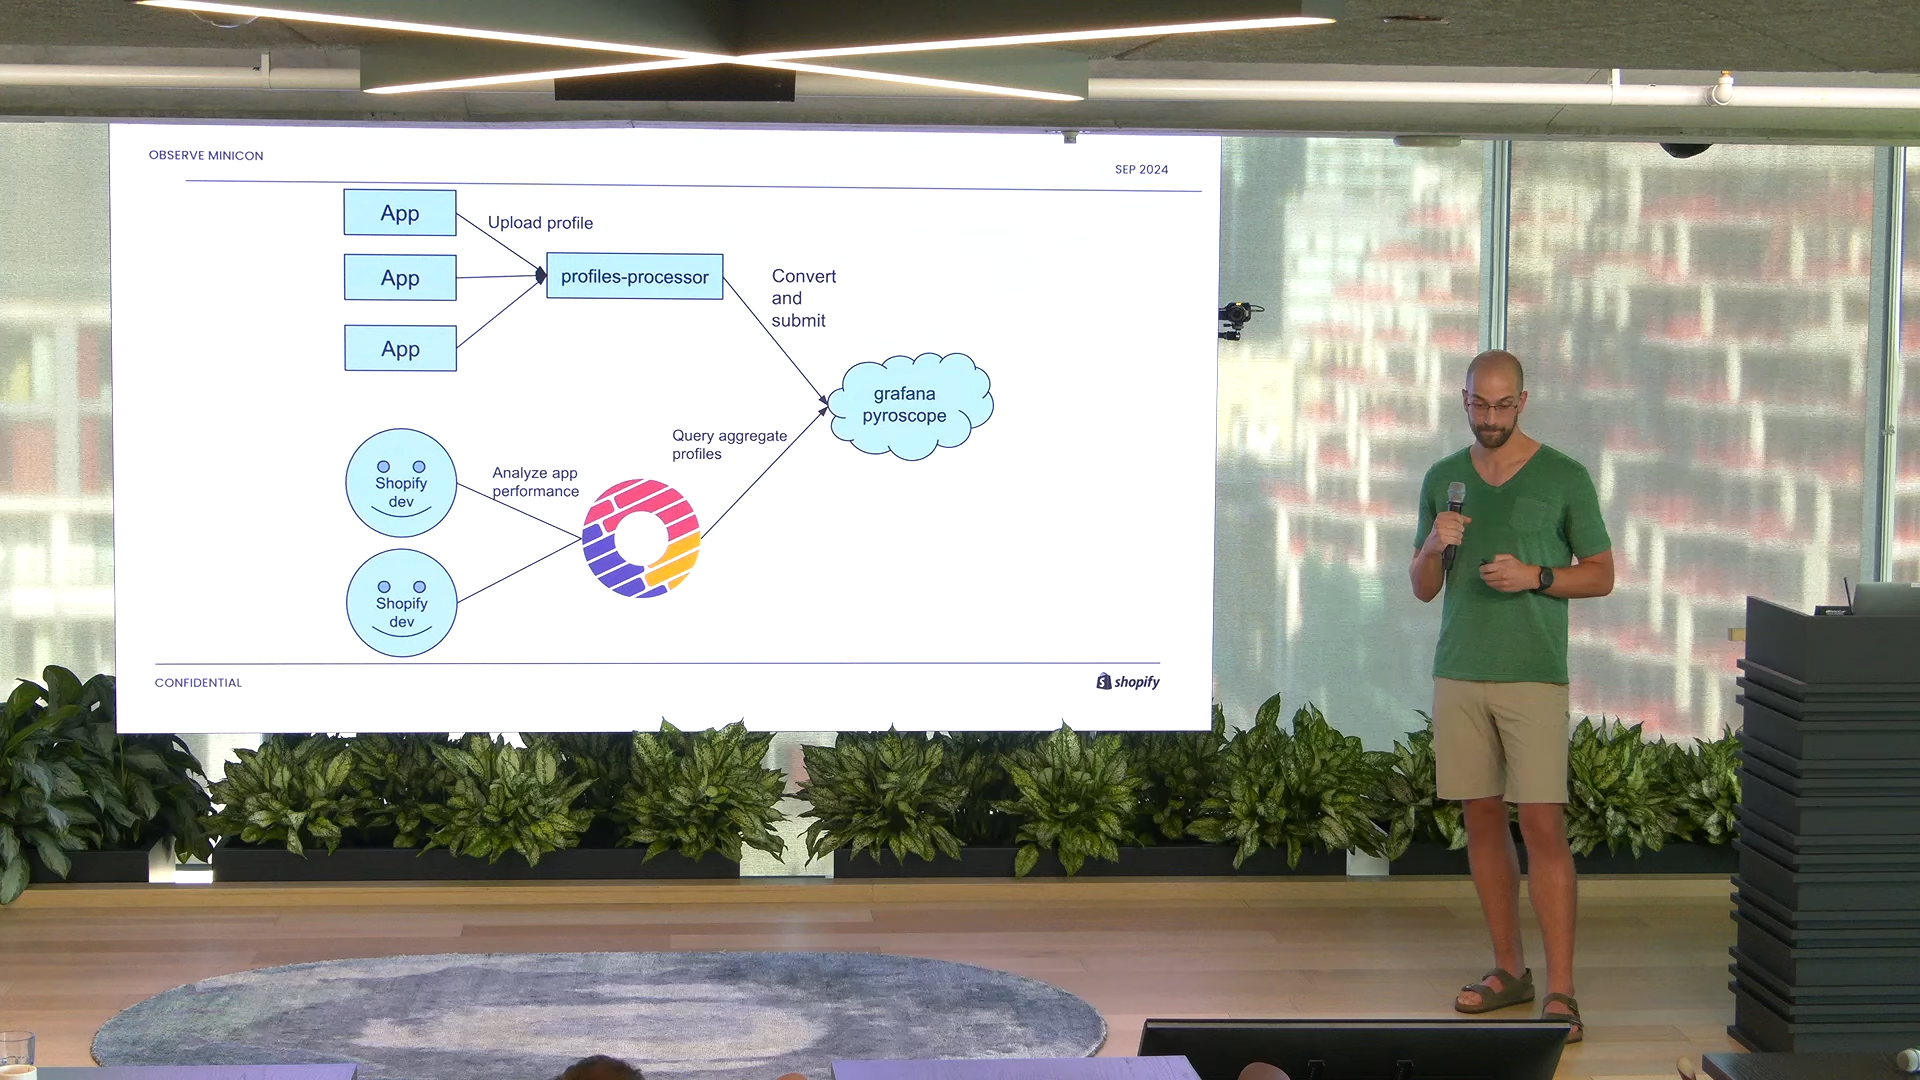 OBSERVE MINICON
SEP 2024
App
Upload profile
App
profiles-processor
Convert
and
submit
App
grafana
pyroscope
Query aggregate
profiles
Analyze app
performance
Shopify
dev
Shopify
dev
CONFIDENTIAL
shopify